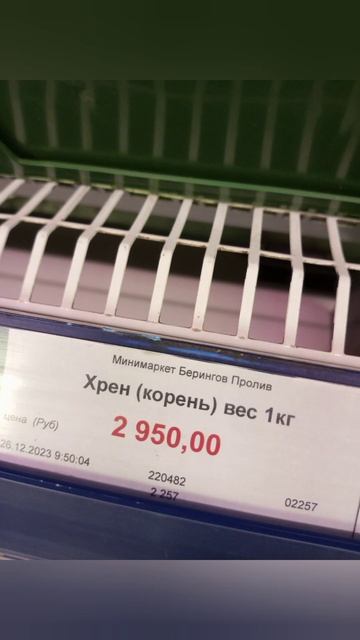 Минимаркет Берингов Пролив
Хрен (корень) вес 1кг
цена (Руб)
2 950,00
26.12.2023 9:50:04
220482
2 257
02257